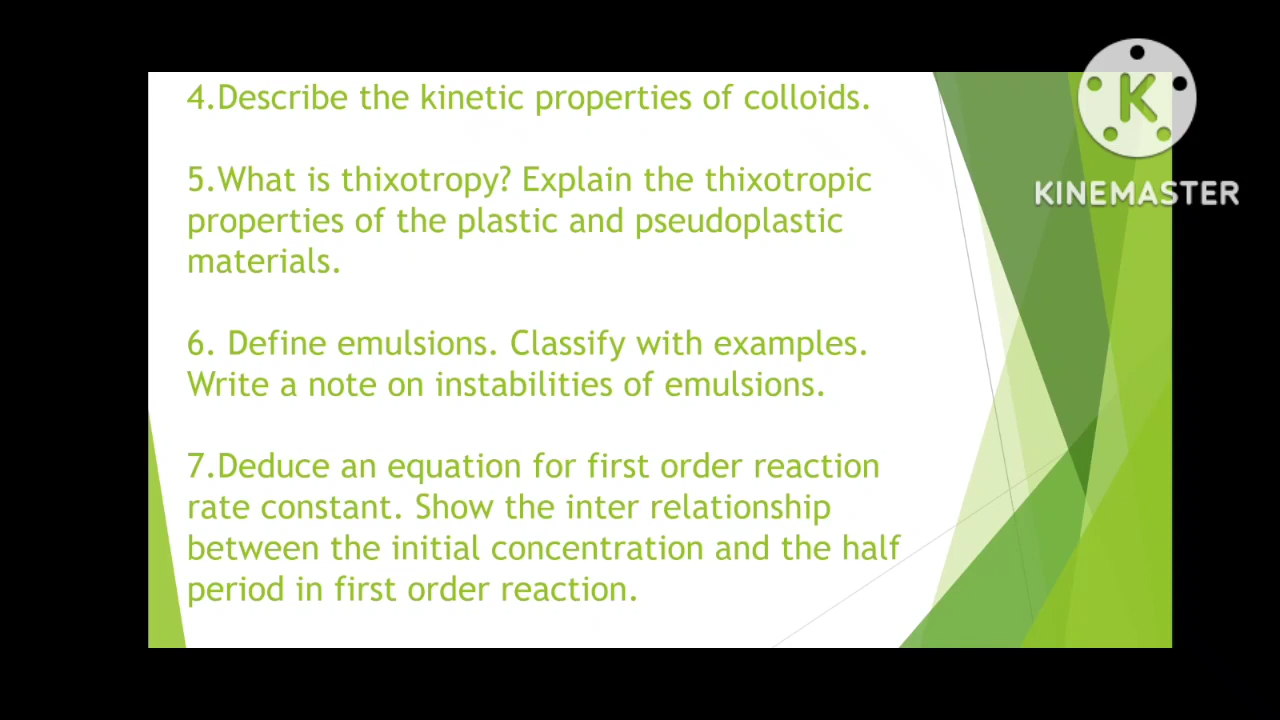 4.Describe the kinetic properties of colloids.
5.What is thixotropy? Explain the thixotropic
properties of the plastic and pseudoplastic
materials.
6. Define emulsions. Classify with examples.
Write a note on instabilities of emulsions.
7.Deduce an equation for first order reaction
rate constant. Show the inter relationship
between the initial concentration and the half
period in first order reaction.
K
KINEMASTER